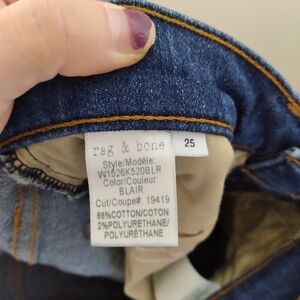 rag & bone
25
Style/Modèle:
W1526K520BLR
Color/Couleur:
BLAIR
Cut/Coupe#: 19419
98%COTTON/COTON
2%POLYURETHANE/
POLYURÉTHANE